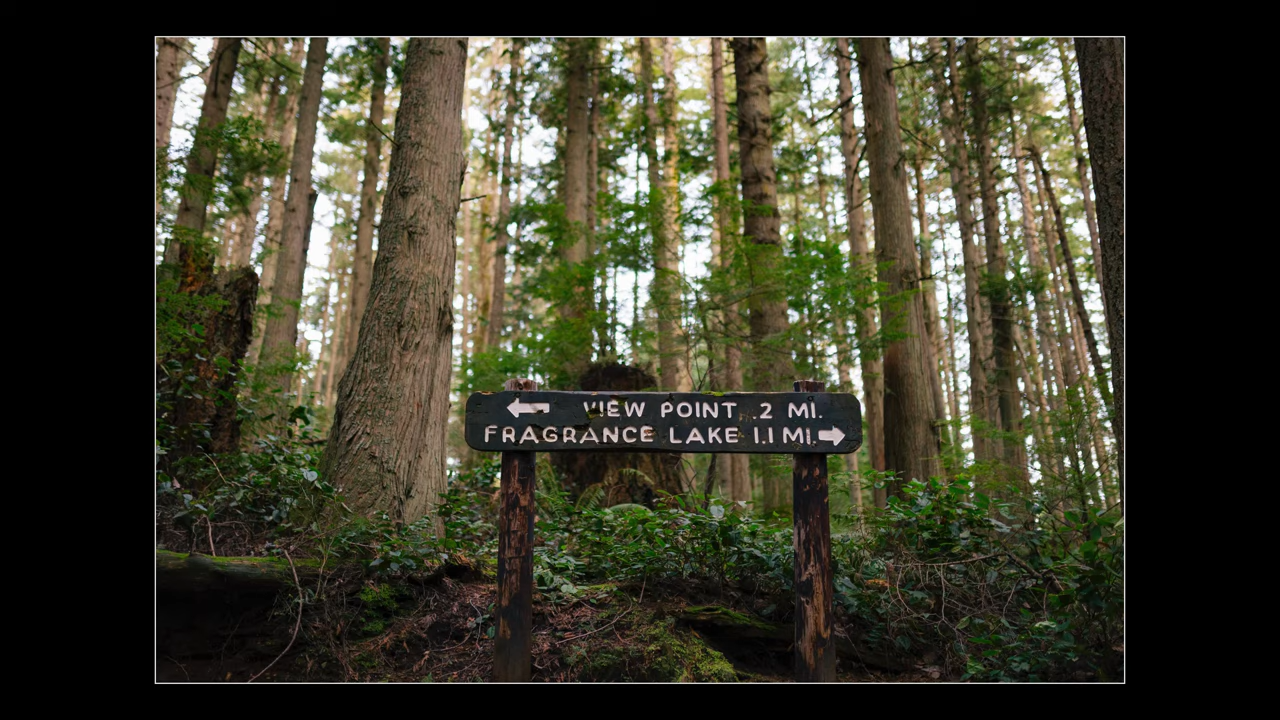 ← VIEW POINT .2 MI.
FRAGRANCE LAKE 1.1 MI. →